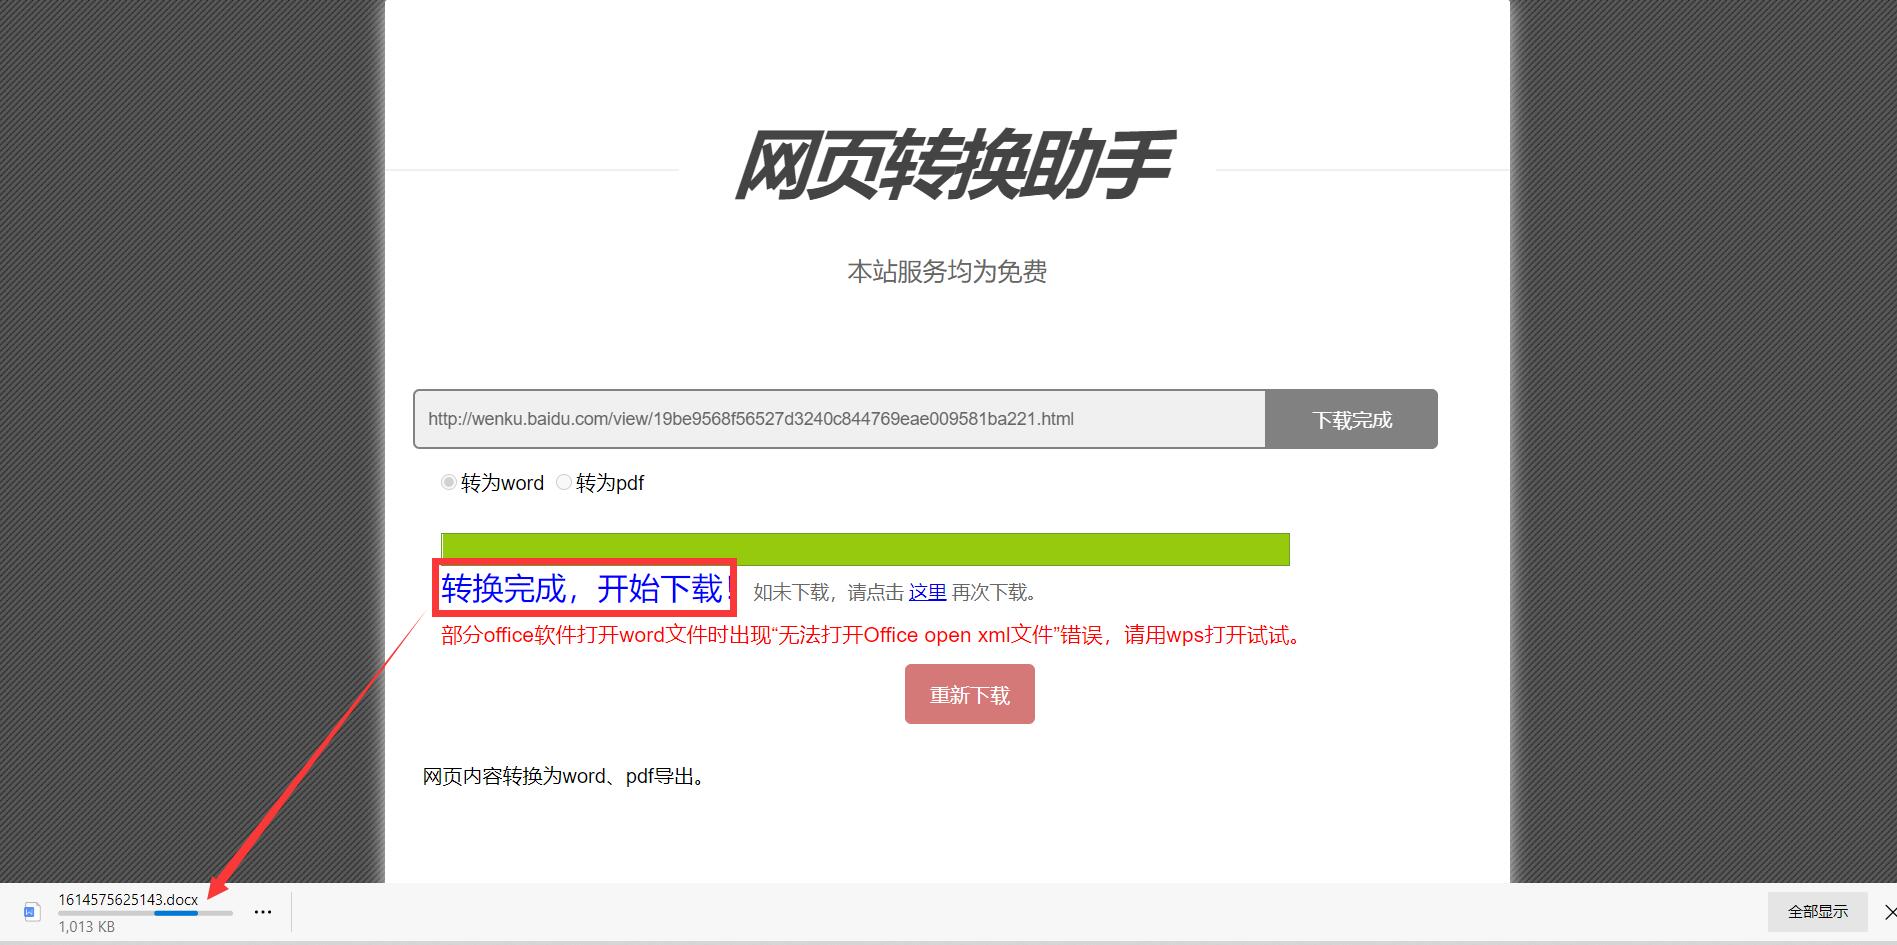 网页转换助手
本站服务均为免费
http://wenku.baidu.com/view/19be9568f56527d3240c844769eae009581ba221.html 下载完成
转为word 转为pdf
转换完成，开始下载！ 如未下载，请点击 这里 再次下载。
部分office软件打开word文件时出现“无法打开Office open xml文件”错误，请用wps打开试试。
重新下载
网页内容转换为word、pdf导出。
1614575625143.docx
1,013 KB
全部显示